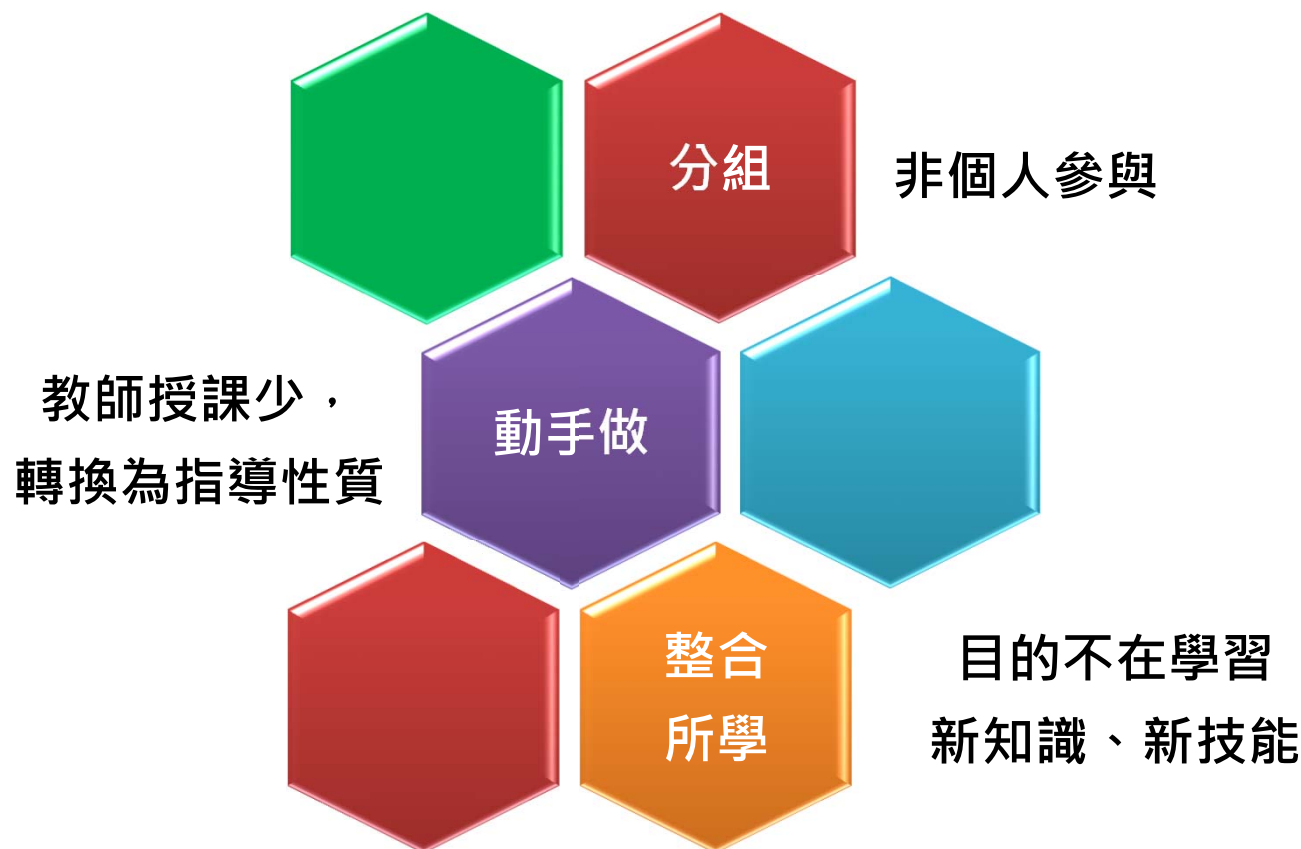 分組
非個人參與
教師授課少，
轉換為指導性質
動手做
整合
所學
目的不在學習
新知識、新技能